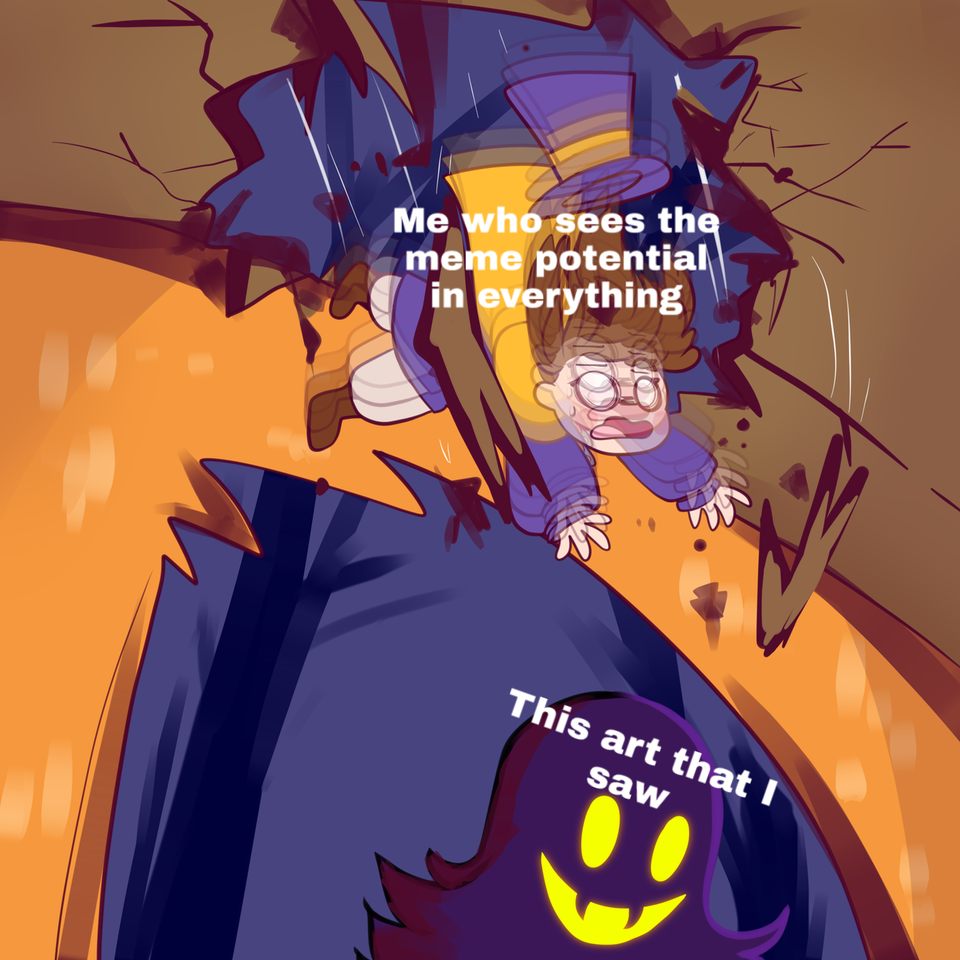 Me who sees the
meme potential
in everything
This art that I
saw